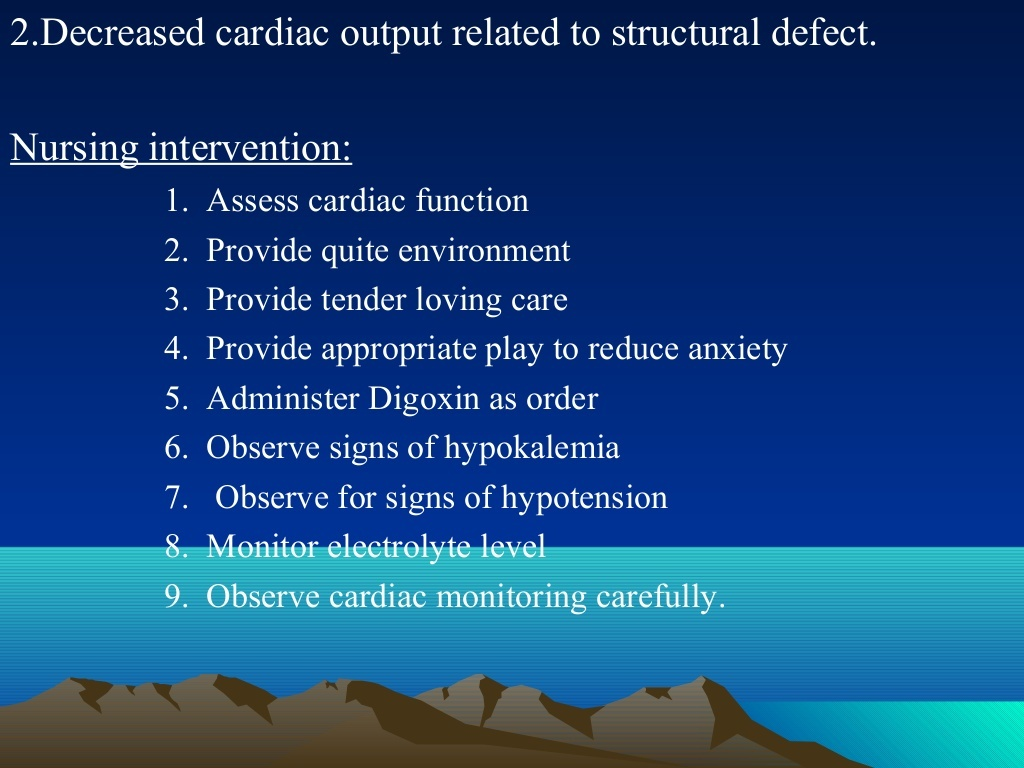 2.Decreased cardiac output related to structural defect.
Nursing intervention:
1. Assess cardiac function
2. Provide quite environment
3. Provide tender loving care
4. Provide appropriate play to reduce anxiety
5. Administer Digoxin as order
6. Observe signs of hypokalemia
7. Observe for signs of hypotension
8. Monitor electrolyte level
9. Observe cardiac monitoring carefully.